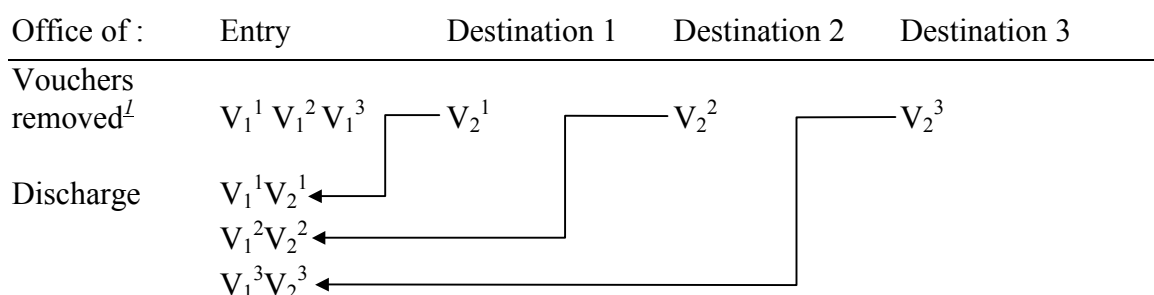 Office of : Entry Destination 1 Destination 2 Destination 3
Vouchers
removed¹ V₁¹ V₁² V₁³ V₂¹ V₂² V₂³
Discharge V₁¹V₂¹
V₁²V₂²
V₁³V₂³